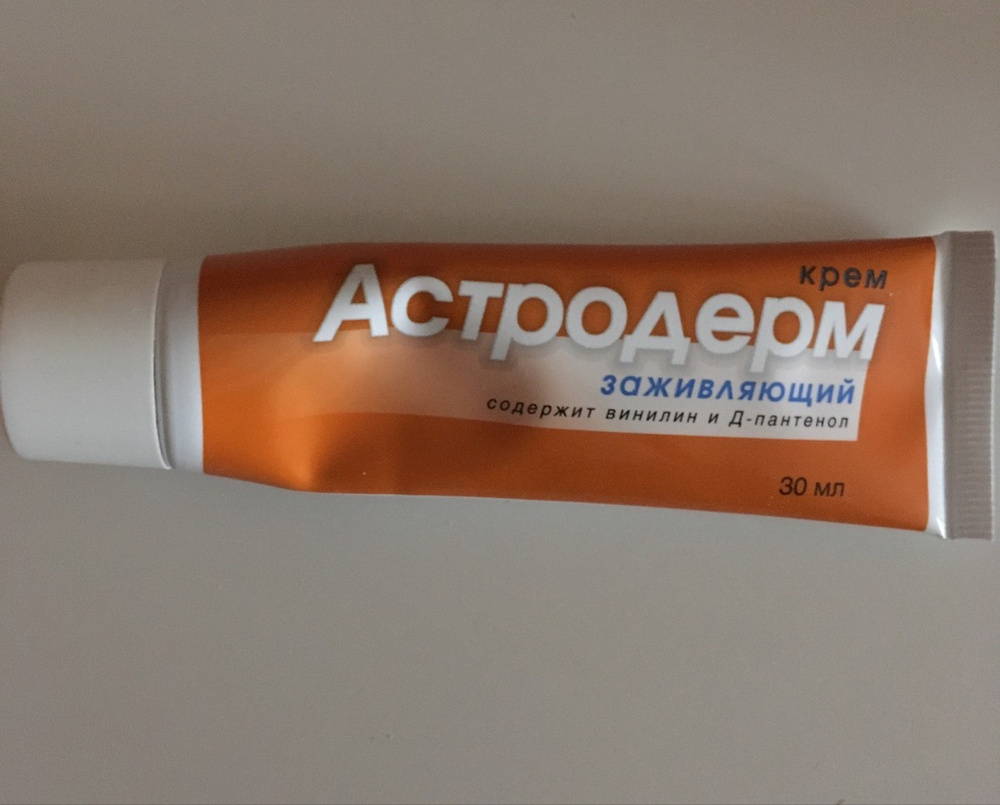 крем
Астродерм
заживляющий
содержит винилин и Д-пантенол
30 мл